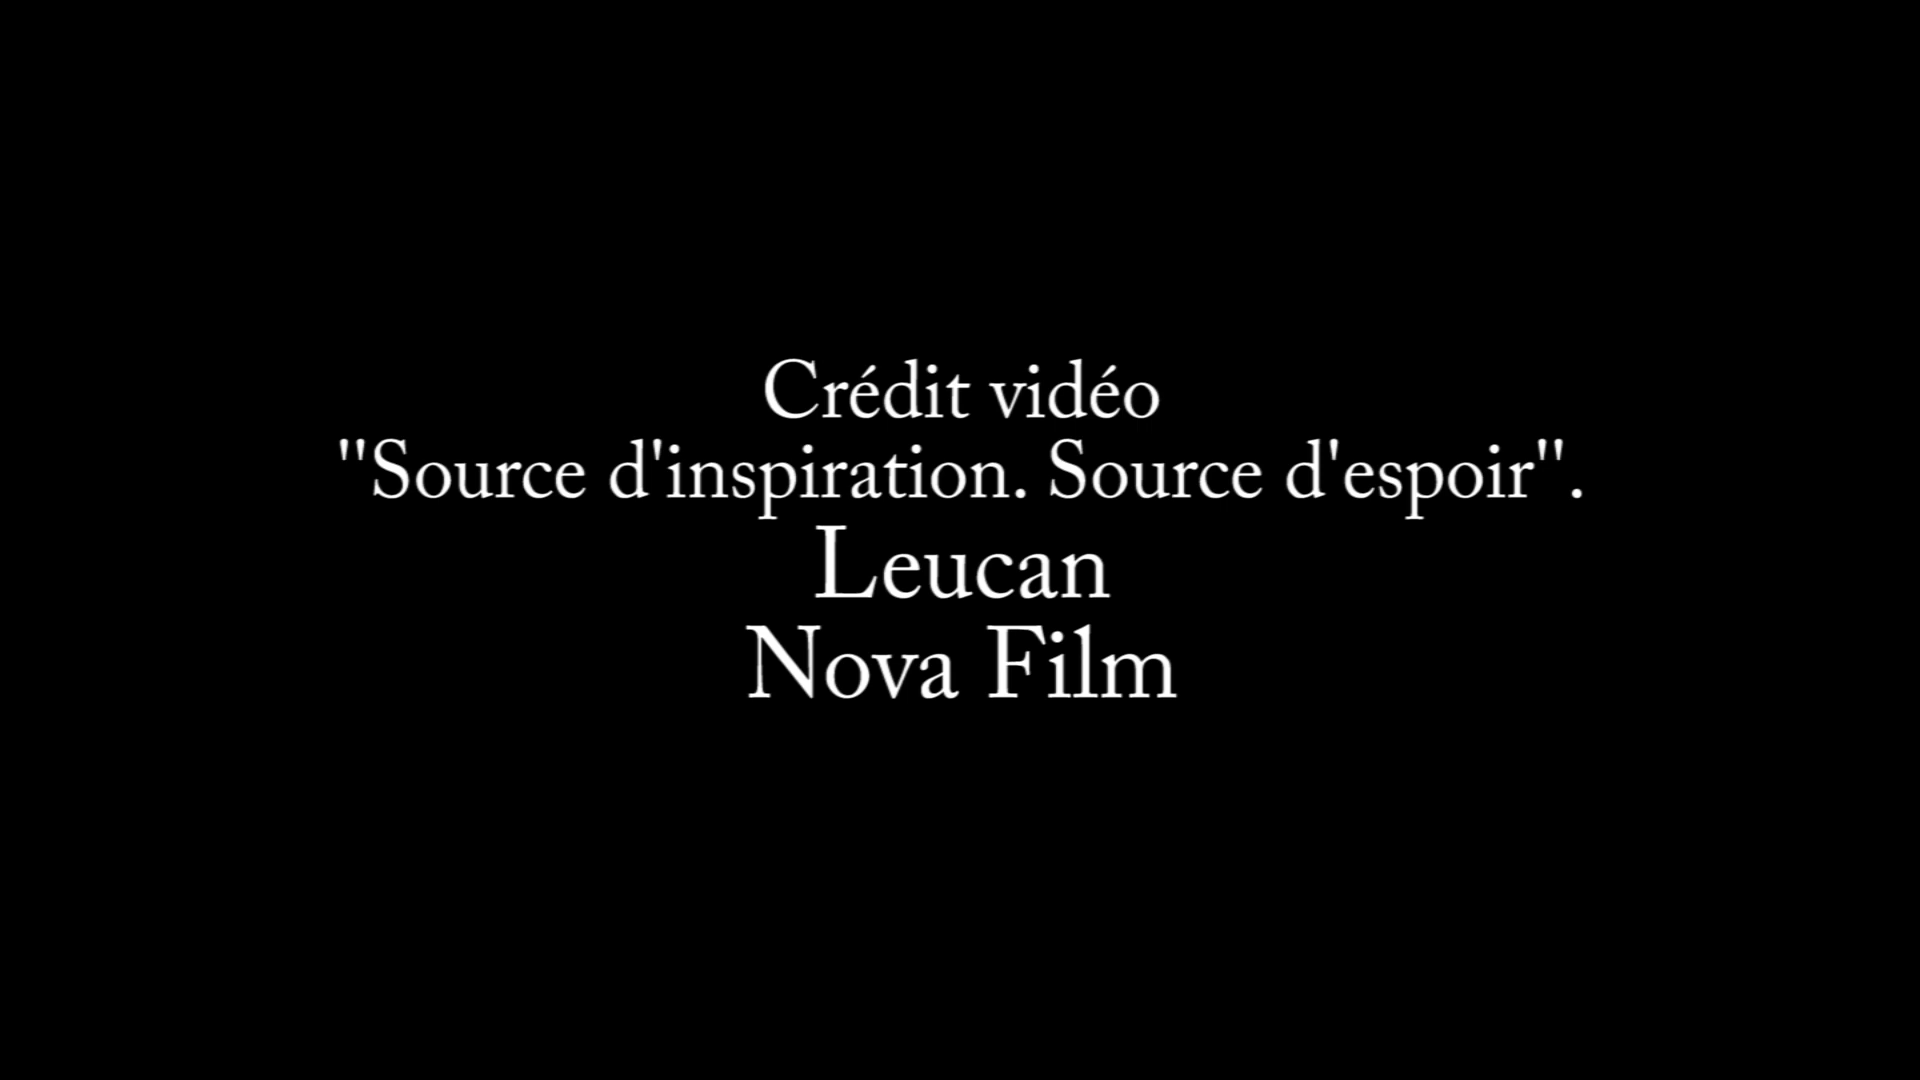 Crédit vidéo
"Source d'inspiration. Source d'espoir".
Leucan
Nova Film